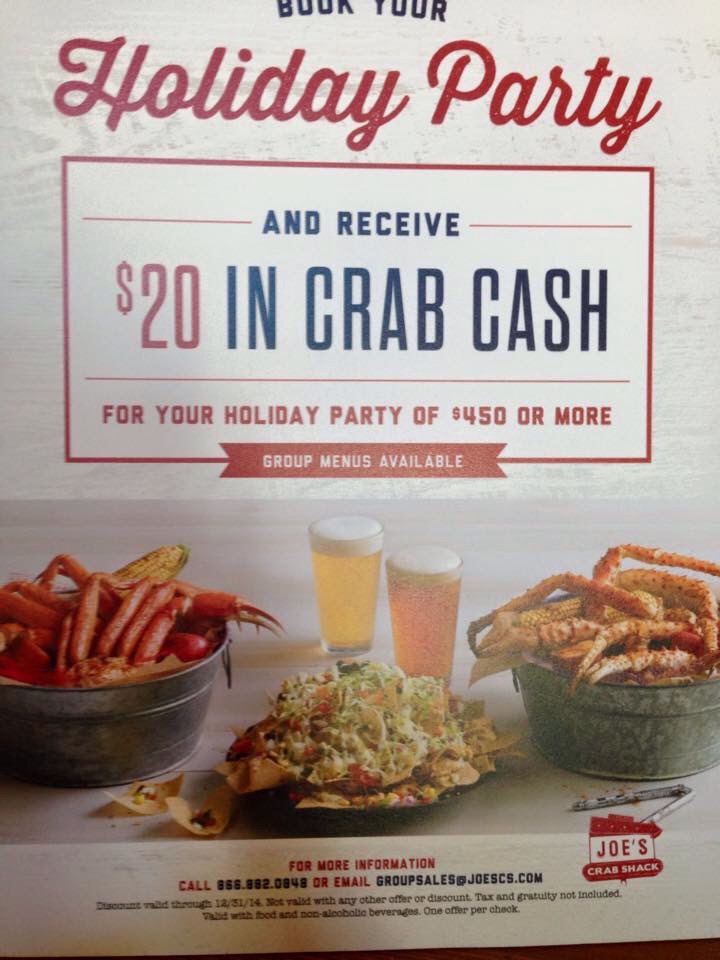 BOOK YOUR
Holiday Party
AND RECEIVE
$20 IN CRAB CASH
FOR YOUR HOLIDAY PARTY OF $450 OR MORE
GROUP MENUS AVAILABLE
JOE'S
CRAB SHACK
FOR MORE INFORMATION
CALL 866.882.0848 OR EMAIL GROUPSALES@JOESCS.COM
Discount valid through 12/31/14. Not valid with any other offer or discount. Tax and gratuity not included.
Valid with food and non-alcoholic beverages. One offer per check.